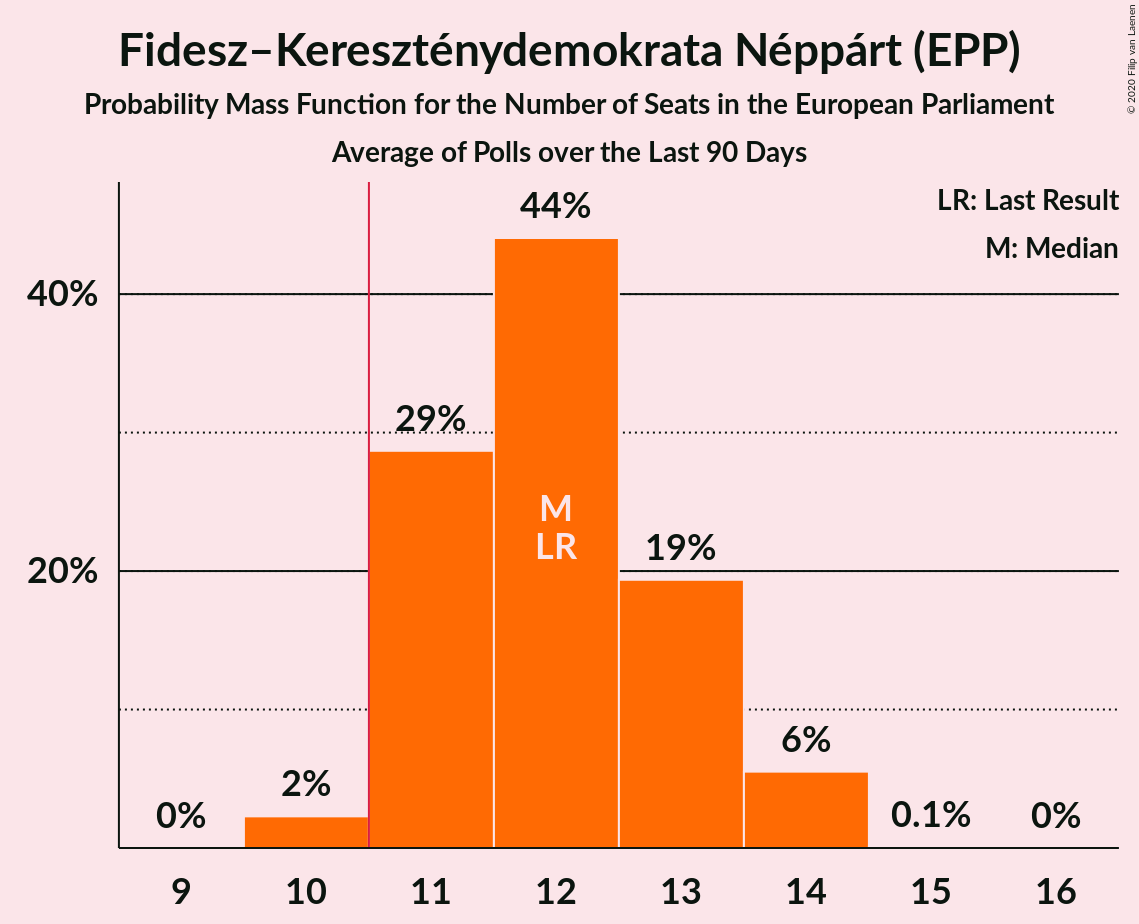 Fidesz–Kereszténydemokrata Néppárt (EPP)
Probability Mass Function for the Number of Seats in the European Parliament
Average of Polls over the Last 90 Days
© 2020 Filip van Laenen
LR: Last Result
M: Median
40%
20%
0%
2%
29%
44%
M
LR
19%
6%
0.1%
0%
9
10
11
12
13
14
15
16